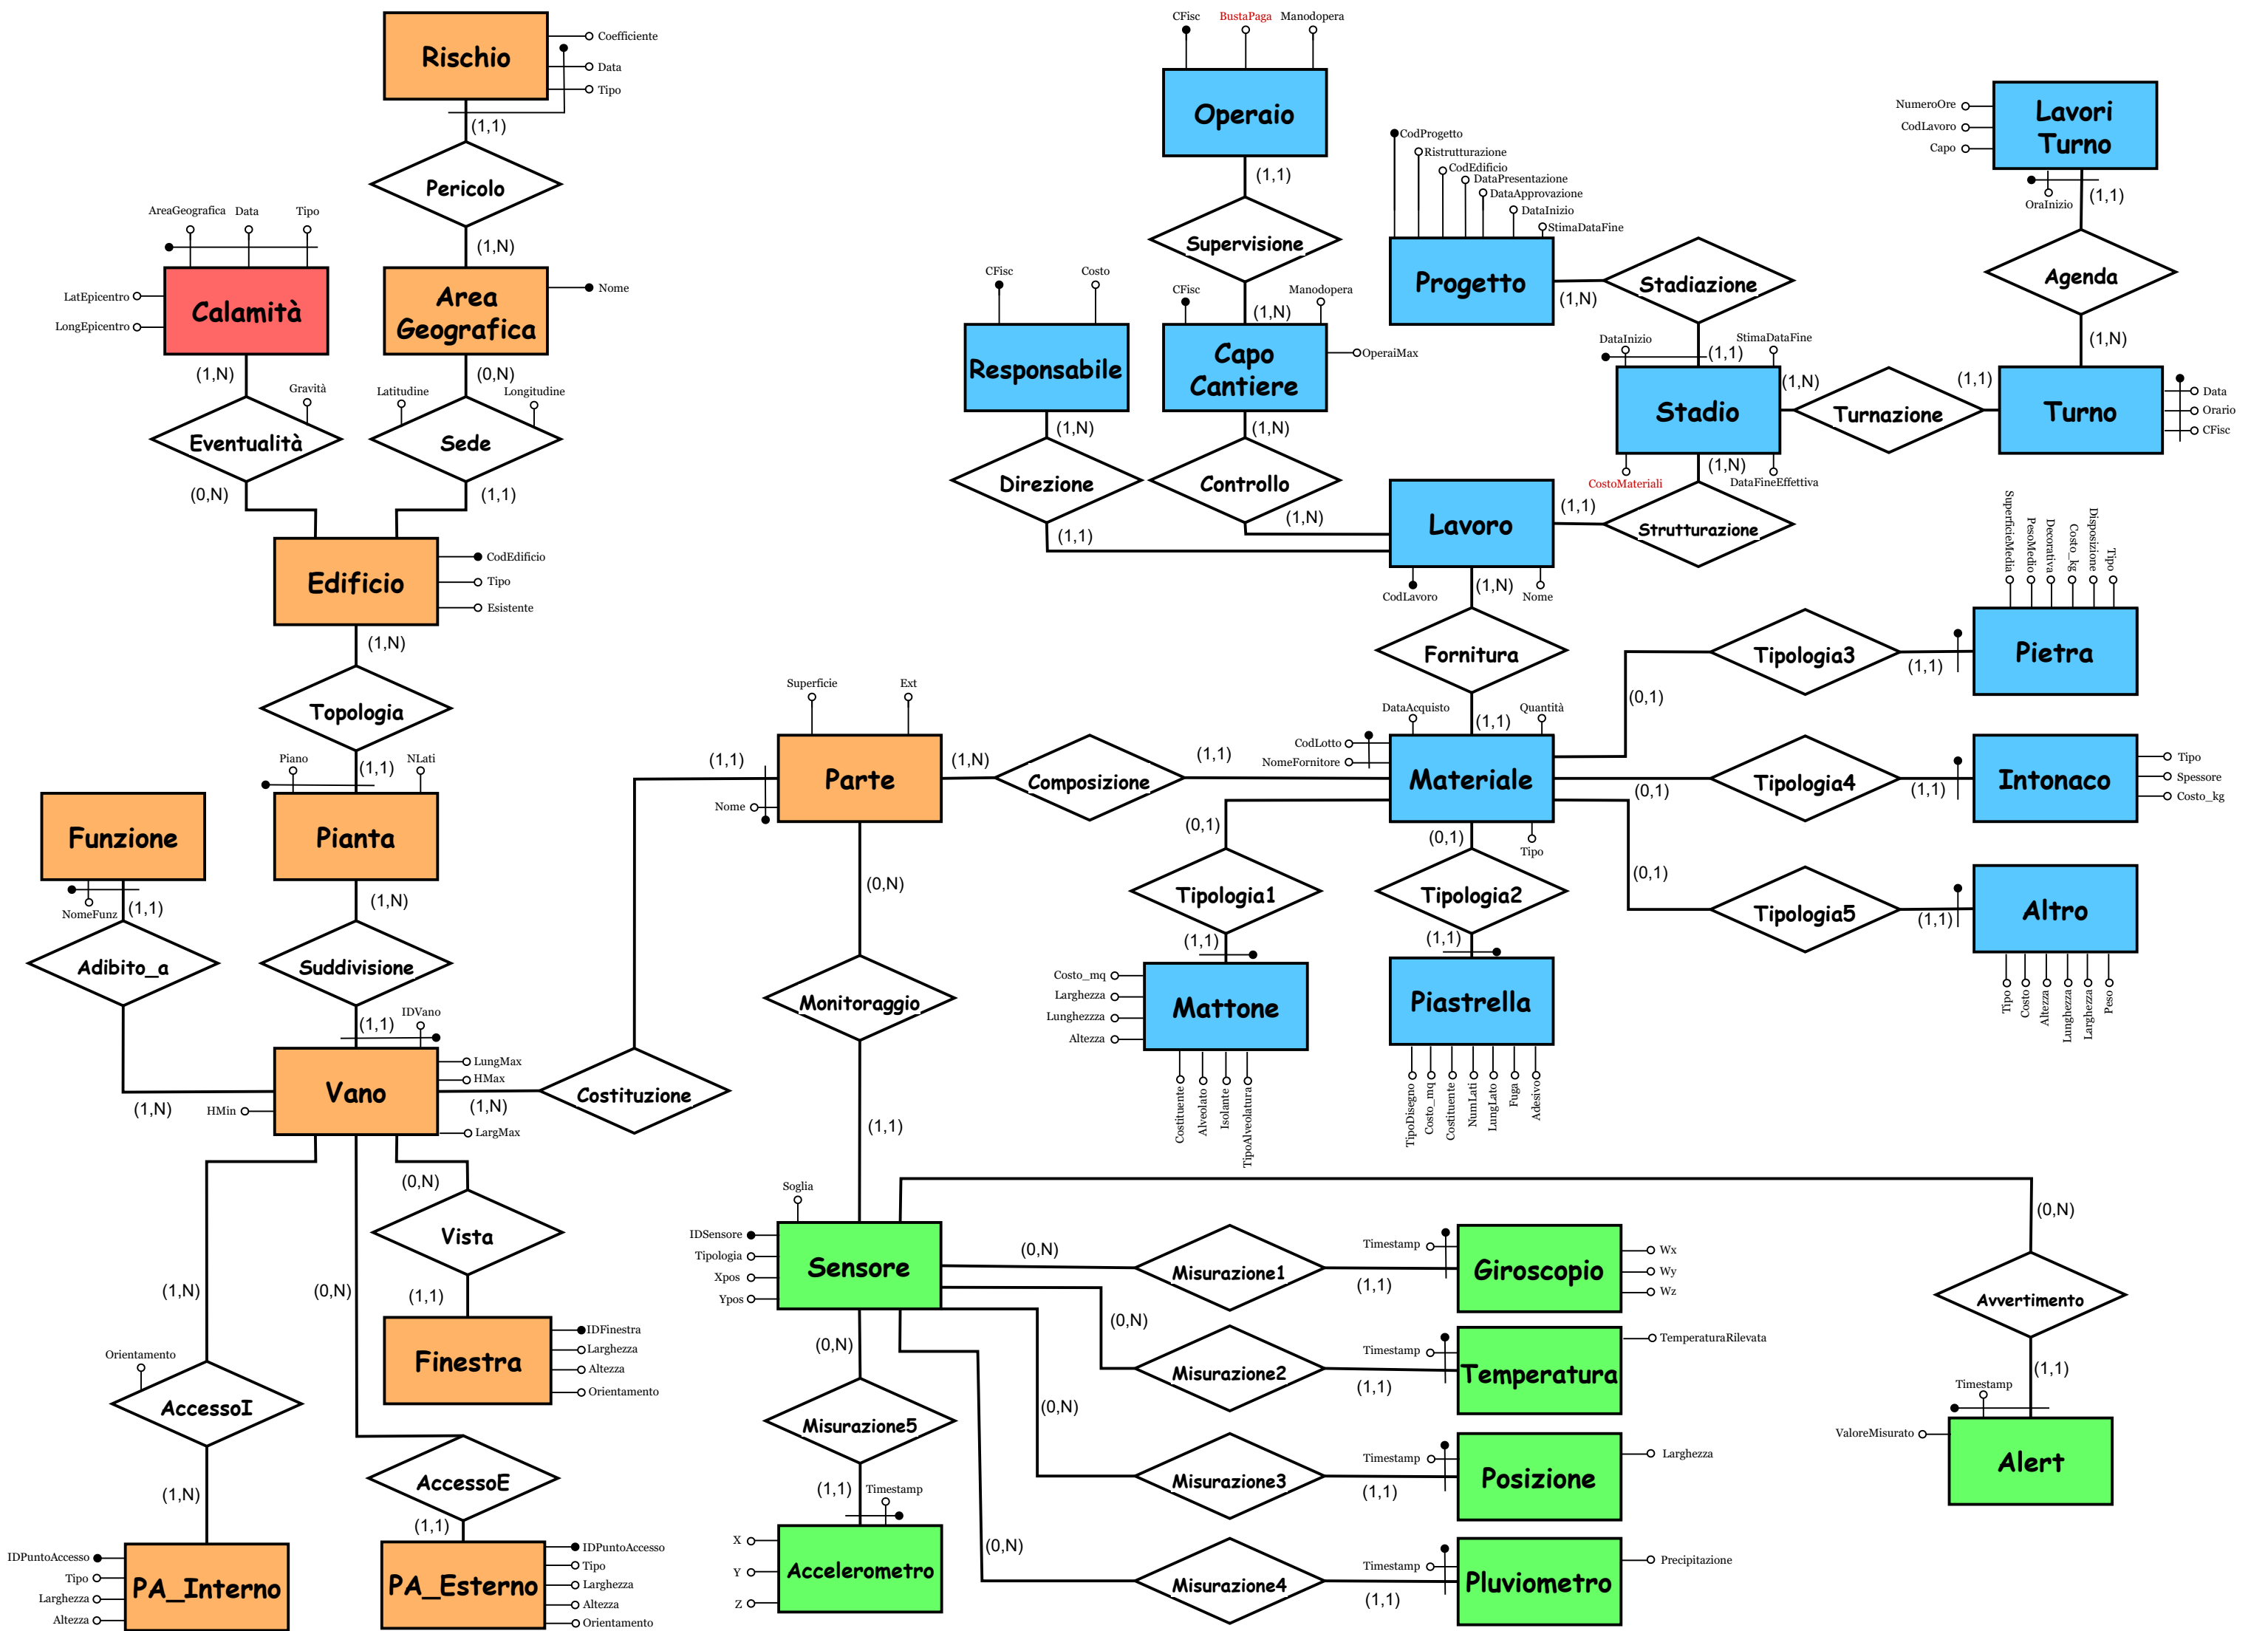 Rischio
Coefficiente
Data
Tipo
(1,1)
Pericolo
(1,N)
AreaGeografica
Data
Tipo
Calamità
LatEpicentro
LongEpicentro
(1,N)
Area
Geografica
Nome
(0,N)
Gravità
Eventualità
(0,N)
Latitudine
Longitudine
Sede
(1,1)
Edificio
CodEdificio
Tipo
Esistente
(1,N)
Topologia
(1,1)
Piano
NLati
Pianta
(1,N)
Funzione
NomeFunz
(1,1)
Adibito_a
(1,N)
Suddivisione
(1,1)
IDVano
Vano
LungMax
HMax
HMin
LargMax
(1,N)
Costituzione
(1,1)
(0,N)
Vista
(1,1)
Finestra
IDFinestra
Larghezza
Altezza
Orientamento
(1,N)
Orientamento
AccessoI
(1,N)
(0,N)
AccessoE
(1,1)
PA_Interno
IDPuntoAccesso
Tipo
Larghezza
Altezza
PA_Esterno
IDPuntoAccesso
Tipo
Larghezza
Altezza
Orientamento
CFisc
BustaPaga
Manodopera
Operaio
(1,1)
Supervisione
(1,N)
CFisc
Manodopera
Capo
Cantiere
OperaiMax
(1,N)
Controllo
(1,N)
CFisc
Costo
Responsabile
(1,N)
Direzione
(1,1)
CodProgetto
Ristrutturazione
CodEdificio
DataPresentazione
DataApprovazione
DataInizio
StimaDataFine
Progetto
(1,N)
Stadiazione
(1,1)
DataInizio
StimaDataFine
Stadio
CostoMateriali
DataFineEffettiva
(1,N)
Turnazione
(1,1)
(1,N)
Strutturazione
(1,1)
NumeroOre
CodLavoro
Capo
Lavori
Turno
OraInizio
(1,1)
Agenda
(1,N)
Turno
Data
Orario
CFisc
Lavoro
CodLavoro
Nome
(1,N)
Fornitura
(1,1)
DataAcquisto
Quantità
CodLotto
NomeFornitore
Materiale
Tipo
Superficie
Ext
Parte
Nome
(1,N)
Composizione
(1,1)
(0,N)
Monitoraggio
(1,1)
(0,1)
Tipologia3
(1,1)
SuperficieMedia
PesoMedio
Decorativa
Costo_kg
Disposizione
Tipo
Pietra
(0,1)
Tipologia4
(1,1)
Intonaco
Tipo
Spessore
Costo_kg
(0,1)
Tipologia5
(1,1)
Altro
Tipo
Costo
Altezza
Lunghezza
Larghezza
Peso
(0,1)
Tipologia1
(1,1)
Costo_mq
Larghezza
Lunghezzza
Altezza
Mattone
Costituente
Alveolato
Isolante
TipoAlveolatura
(0,1)
Tipologia2
(1,1)
Piastrella
TipoDisegno
Costo_mq
Costituente
NumLati
LungLato
Fuga
Adesivo
Soglia
IDSensore
Tipologia
Xpos
Ypos
Sensore
(0,N)
Misurazione1
(1,1)
Timestamp
Giroscopio
Wx
Wy
Wz
(0,N)
Misurazione2
(1,1)
Timestamp
Temperatura
TemperaturaRilevata
(0,N)
Misurazione3
(1,1)
Timestamp
Posizione
Larghezza
(0,N)
Misurazione4
(1,1)
Timestamp
Pluviometro
Precipitazione
(0,N)
Misurazione5
(1,1)
Timestamp
X
Y
Z
Accelerometro
(0,N)
Avvertimento
(1,1)
Timestamp
ValoreMisurato
Alert